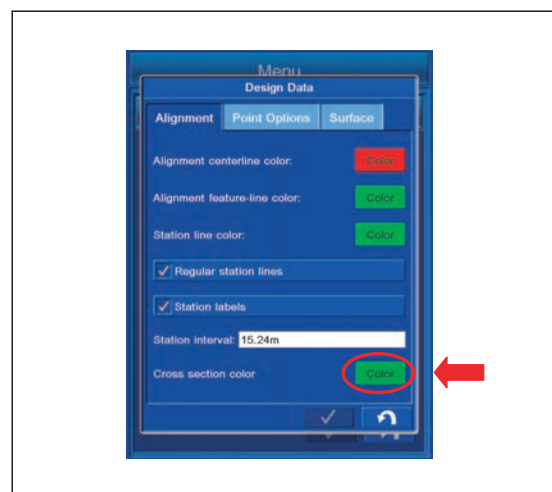 Menu
Design Data
Alignment Point Options Surface
Alignment centerline color: Color
Alignment feature-line color: Color
Station line color: Color
Regular station lines
Station labels
Station interval: 15.24m
Cross section color Color